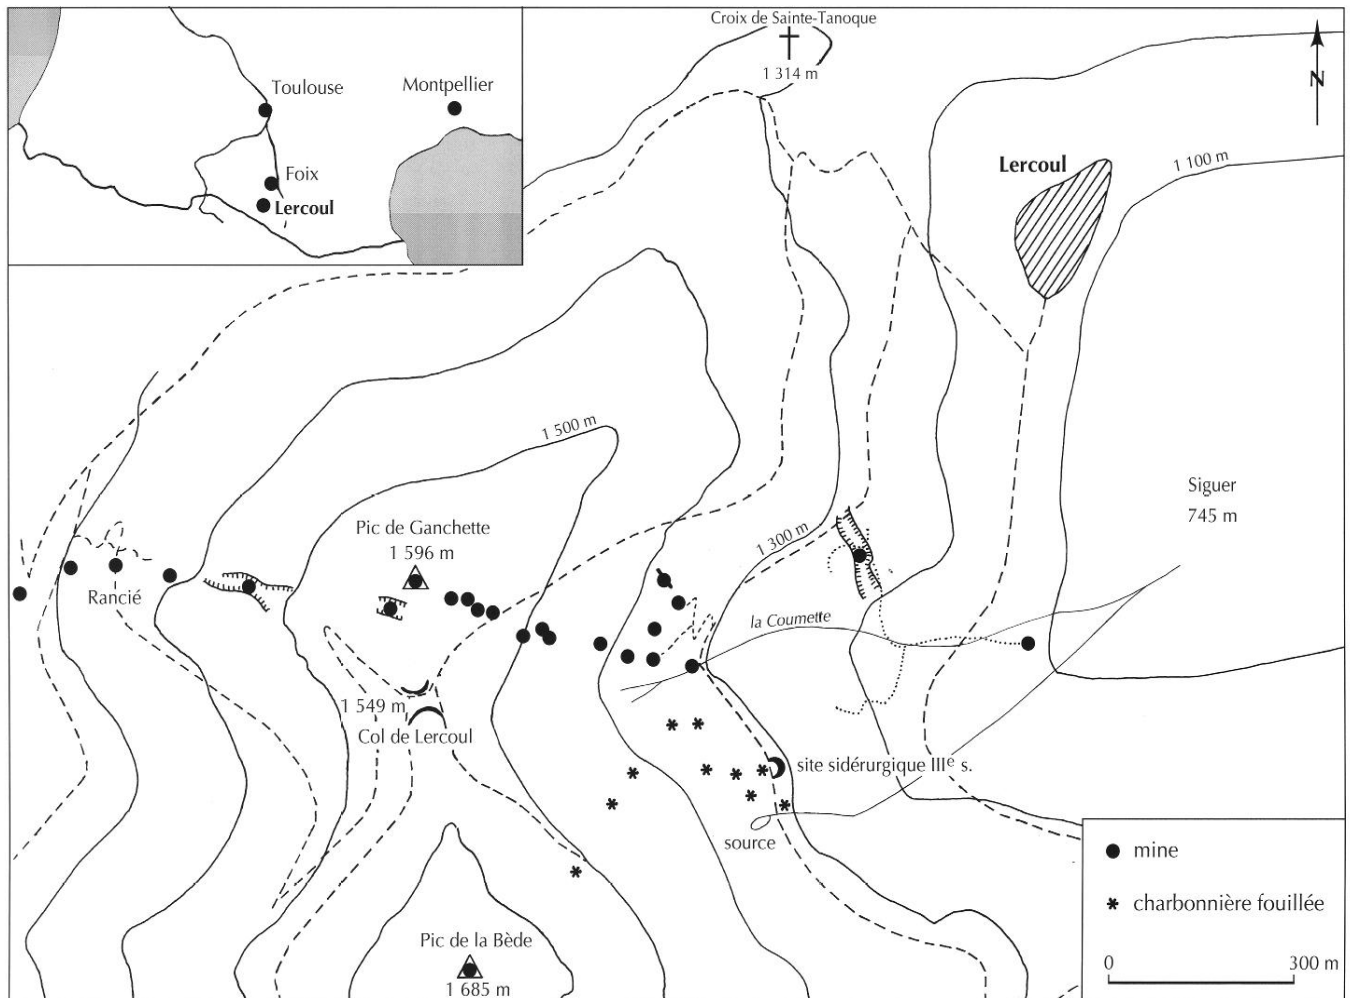 Croix de Sainte-Tanoque
1 314 m
N
Toulouse
Montpellier
Foix
Lercoul
Lercoul
1 100 m
1 500 m
Siguer
745 m
Pic de Ganchette
1 596 m
1 300 m
Rancié
la Coumette
1 549 m
Col de Lercoul
site sidérurgique IIIe s.
source
mine
charbonnière fouillée
Pic de la Bède
1 685 m
0 300 m